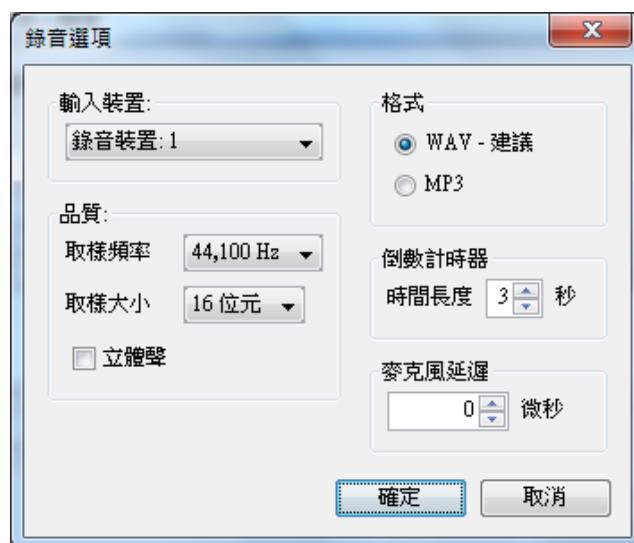 錄音選項
輸入裝置:
錄音裝置: 1
品質:
取樣頻率 44,100 Hz
取樣大小 16 位元
立體聲
格式
WAV - 建議
MP3
倒數計時器
時間長度 3 秒
麥克風延遲
0 微秒
確定 取消